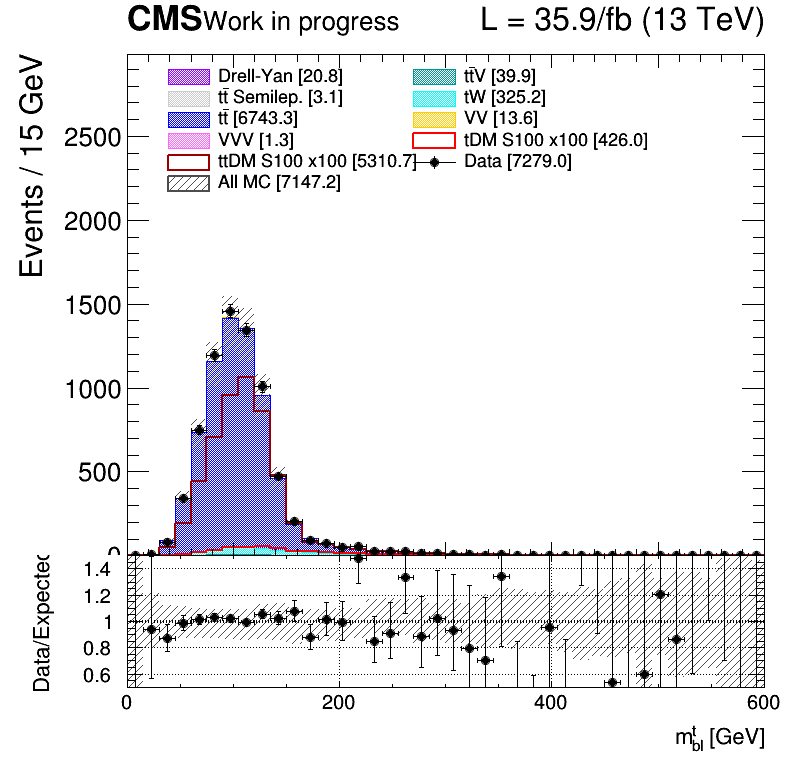 CMS Work in progress L = 35.9/fb (13 TeV)
Events / 15 GeV
Drell-Yan [20.8] tt̄V [39.9]
tt̄ Semilep. [3.1] tW [325.2]
tt̄ [6743.3] VV [13.6]
VVV [1.3] tDM S100 x100 [426.0]
ttDM S100 x100 [5310.7] Data [7279.0]
All MC [7147.2]
2500
2000
1500
1000
500
0
Data/Expected
1.4
1.2
1
0.8
0.6
0 200 400 600
m^t_bl [GeV]